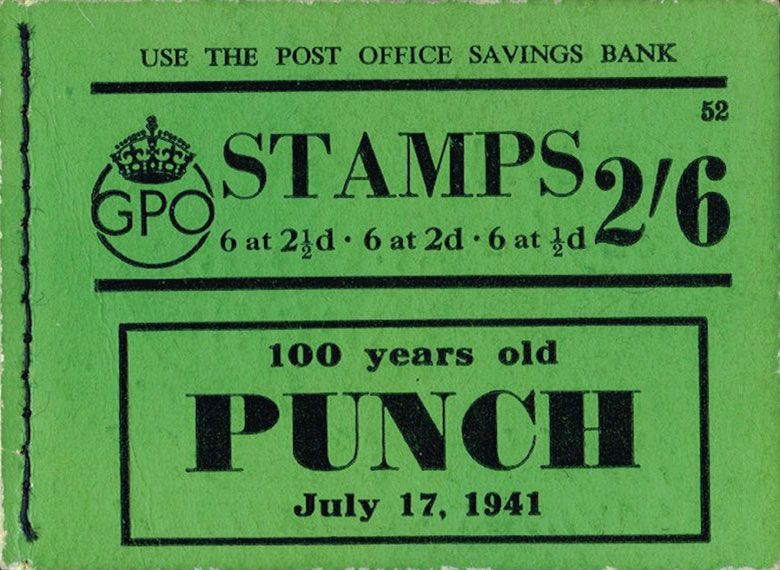 USE THE POST OFFICE SAVINGS BANK
52
GPO
STAMPS 2/6
6 at 2½d · 6 at 2d · 6 at ½d
100 years old
PUNCH
July 17, 1941